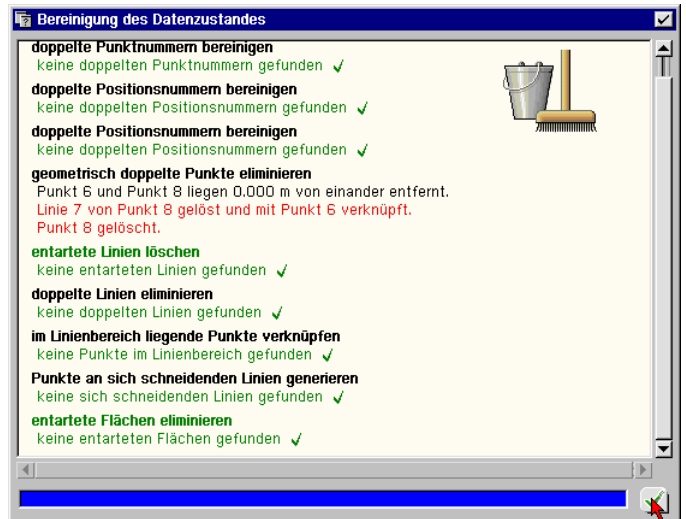 Bereinigung des Datenzustandes
doppelte Punktnummern bereinigen
keine doppelten Punktnummern gefunden
doppelte Positionsnummern bereinigen
keine doppelten Positionsnummern gefunden
doppelte Positionsnummern bereinigen
keine doppelten Positionsnummern gefunden
geometrisch doppelte Punkte eliminieren
Punkt 6 und Punkt 8 liegen 0.000 m von einander entfernt.
Linie 7 von Punkt 8 gelöst und mit Punkt 6 verknüpft.
Punkt 8 gelöscht.
entartete Linien löschen
keine entarteten Linien gefunden
doppelte Linien eliminieren
keine doppelten Linien gefunden
im Linienbereich liegende Punkte verknüpfen
keine Punkte im Linienbereich gefunden
Punkte an sich schneidenden Linien generieren
keine sich schneidenden Linien gefunden
entartete Flächen eliminieren
keine entarteten Flächen gefunden